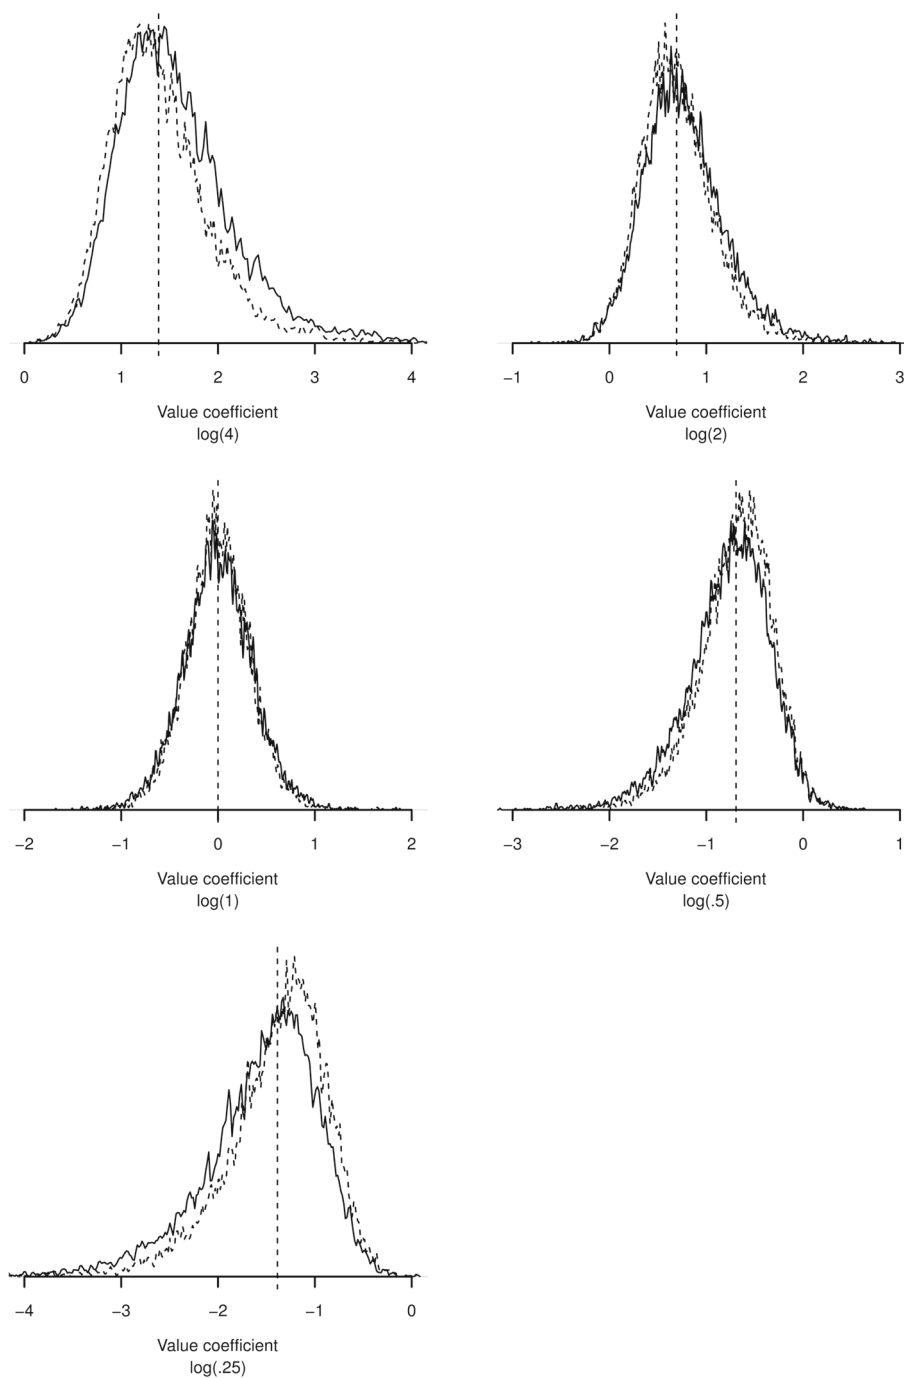 0 1 2 3 4
Value coefficient
log(4)
−1 0 1 2 3
Value coefficient
log(2)
−2 −1 0 1 2
Value coefficient
log(1)
−3 −2 −1 0 1
Value coefficient
log(.5)
−4 −3 −2 −1 0
Value coefficient
log(.25)